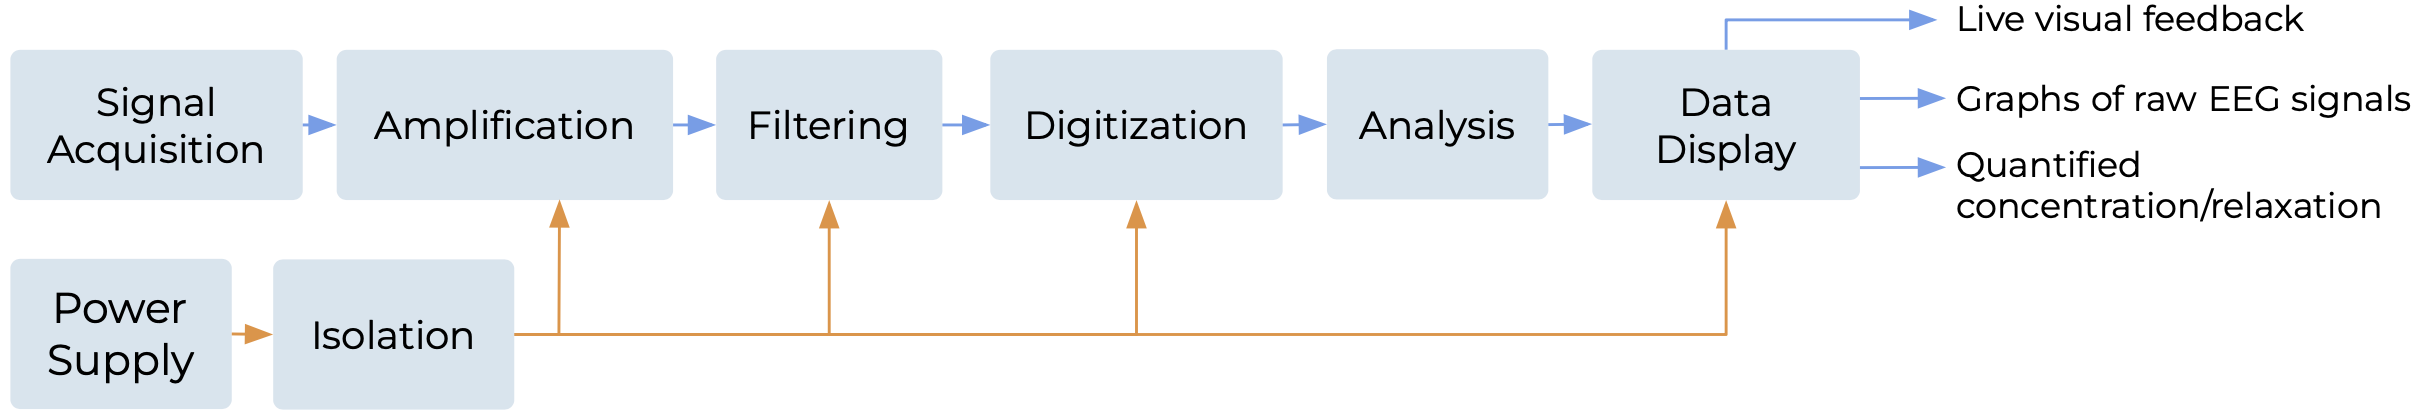 Signal
Acquisition
Amplification
Filtering
Digitization
Analysis
Data
Display
Live visual feedback
Graphs of raw EEG signals
Quantified
concentration/relaxation
Power
Supply
Isolation